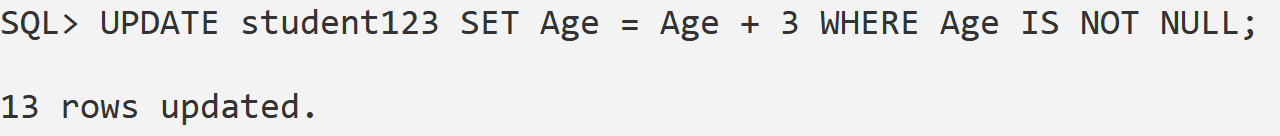 SQL> UPDATE student123 SET Age = Age + 3 WHERE Age IS NOT NULL;
13 rows updated.